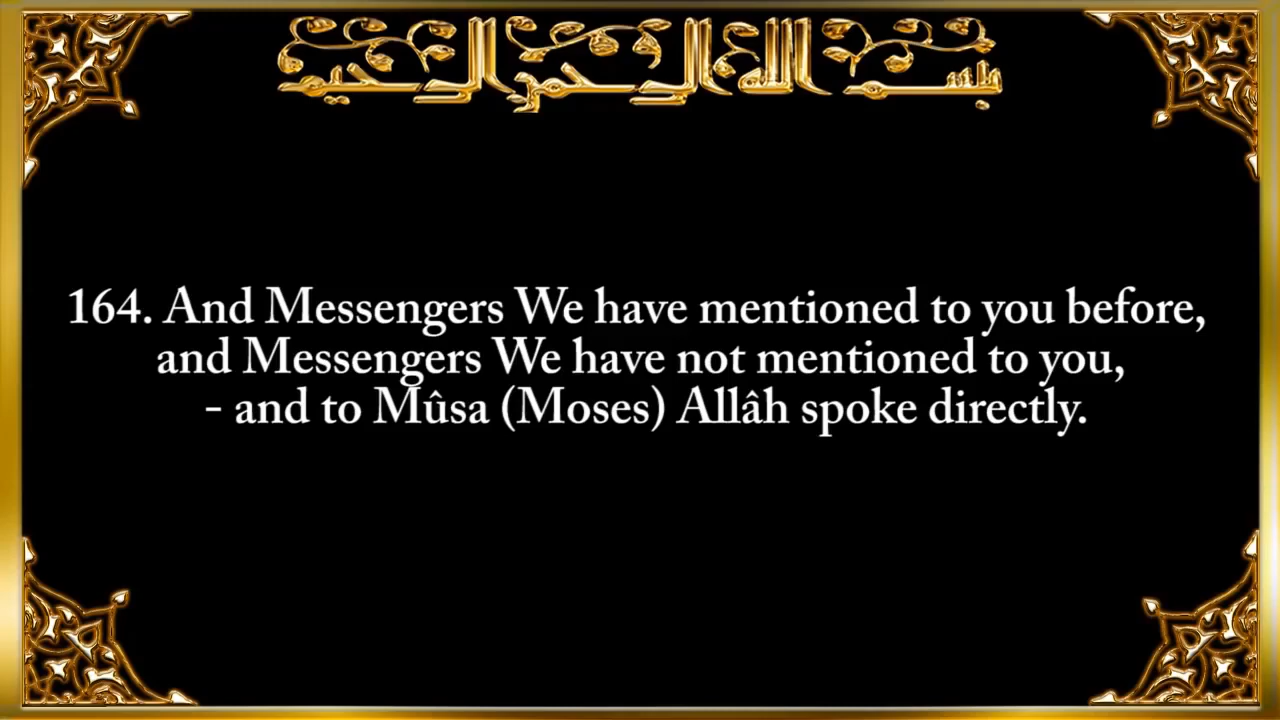 بسم الله الرحمن الرحيم
164. And Messengers We have mentioned to you before,
and Messengers We have not mentioned to you,
- and to Mûsa (Moses) Allâh spoke directly.